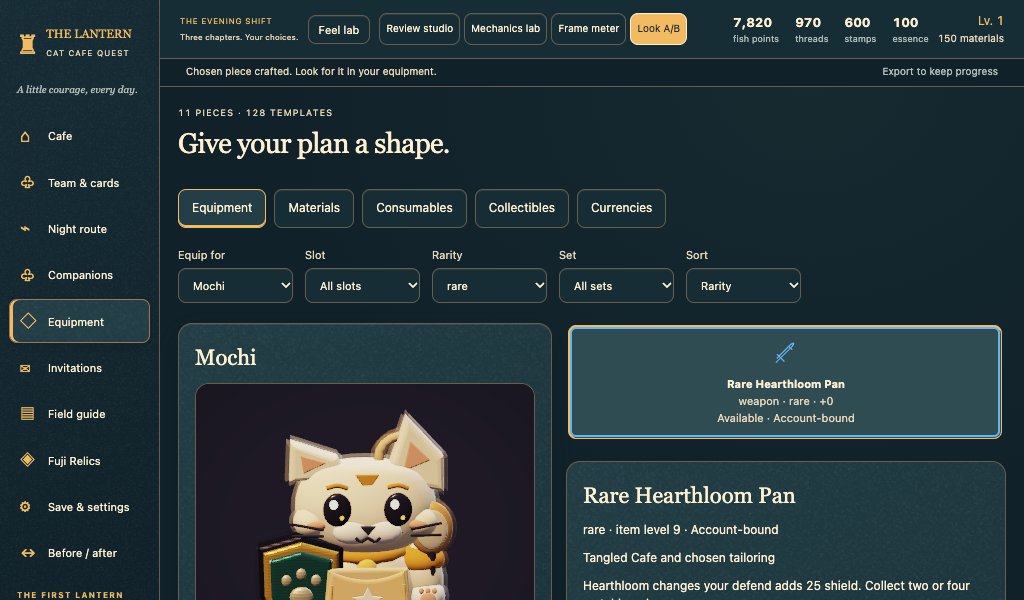 THE LANTERN
CAT CAFE QUEST
A little courage, every day.
Cafe
Team & cards
Night route
Companions
Equipment
Invitations
Field guide
Fuji Relics
Save & settings
Before / after
THE FIRST LANTERN
THE EVENING SHIFT
Three chapters. Your choices.
Feel lab
Review studio
Mechanics lab
Frame meter
Look A/B
7,820
fish points
970
threads
600
stamps
100
essence
Lv. 1
150 materials
Chosen piece crafted. Look for it in your equipment.
Export to keep progress
11 PIECES · 128 TEMPLATES
Give your plan a shape.
Equipment
Materials
Consumables
Collectibles
Currencies
Equip for
Mochi
Slot
All slots
Rarity
rare
Set
All sets
Sort
Rarity
Mochi
Rare Hearthloom Pan
weapon · rare · +0
Available · Account-bound
Rare Hearthloom Pan
rare · item level 9 · Account-bound
Tangled Cafe and chosen tailoring
Hearthloom changes your defend adds 25 shield. Collect two or four